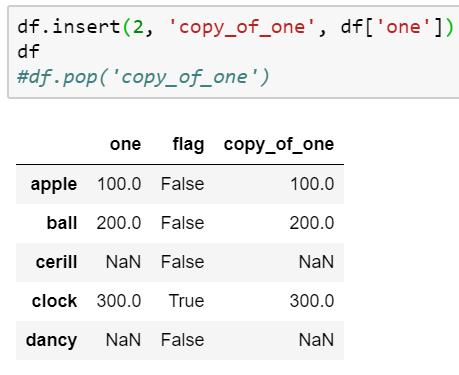 df.insert(2, 'copy_of_one', df['one'])
df
#df.pop('copy_of_one')
one flag copy_of_one
apple 100.0 False 100.0
ball 200.0 False 200.0
cerill NaN False NaN
clock 300.0 True 300.0
dancy NaN False NaN